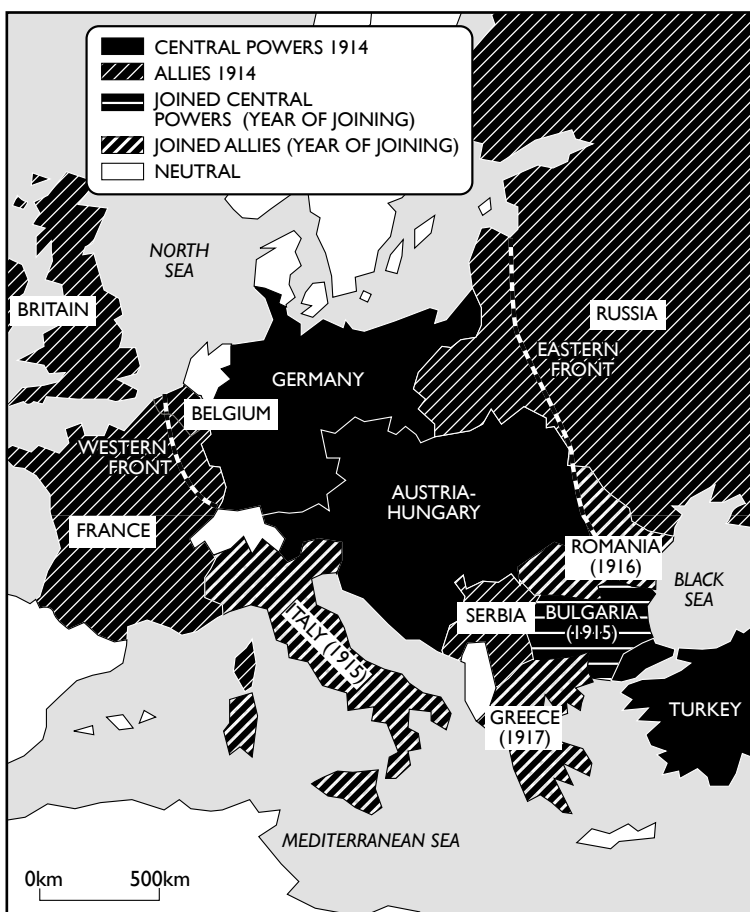 CENTRAL POWERS 1914
ALLIES 1914
JOINED CENTRAL
POWERS (YEAR OF JOINING)
JOINED ALLIES (YEAR OF JOINING)
NEUTRAL
NORTH
SEA
BRITAIN
RUSSIA
EASTERN
FRONT
GERMANY
BELGIUM
WESTERN
FRONT
AUSTRIA-
HUNGARY
FRANCE
ROMANIA
(1916)
BLACK
SEA
SERBIA
BULGARIA
(1915)
ITALY (1915)
TURKEY
GREECE
(1917)
MEDITERRANEAN SEA
0km 500km